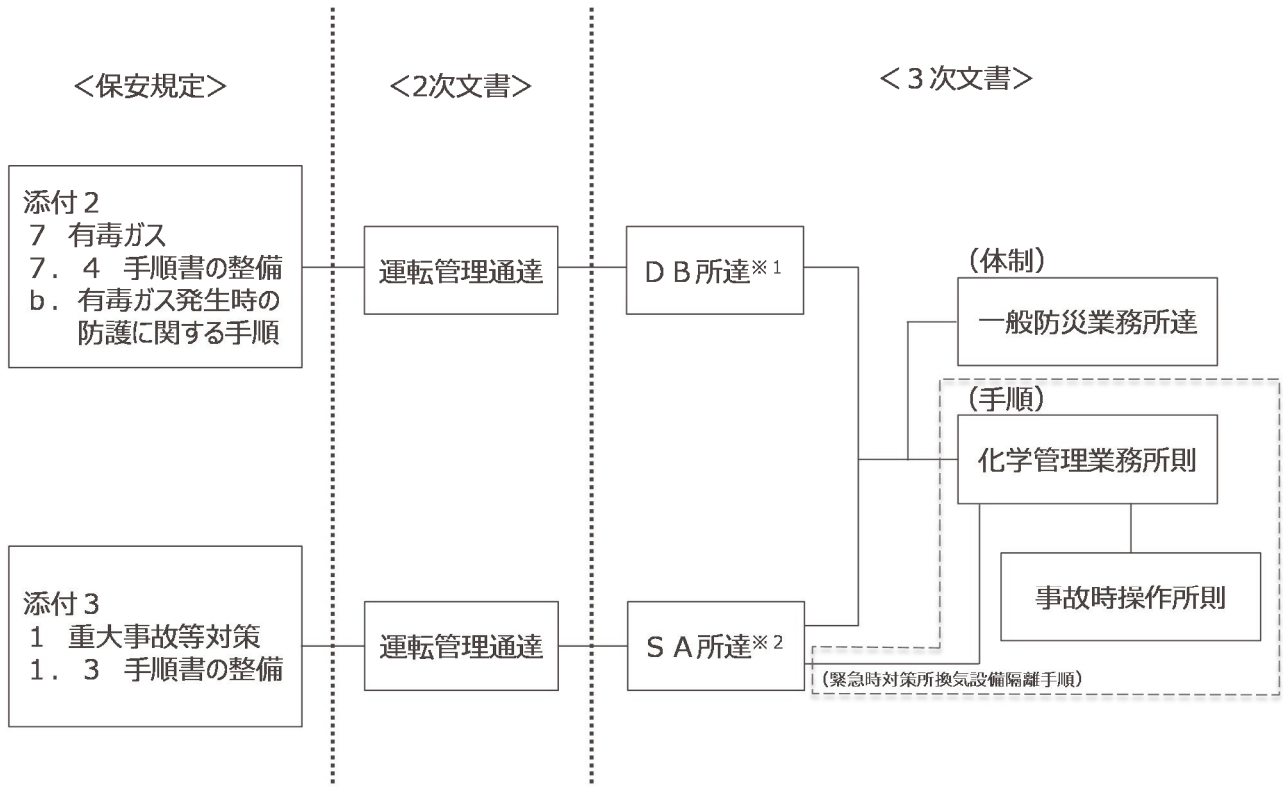 ＜保安規定＞
＜2次文書＞
＜３次文書＞
添付２
７　有毒ガス
７．４　手順書の整備
ｂ．有毒ガス発生時の
防護に関する手順
運転管理通達
ＤＢ所達※１
（体制）
一般防災業務所達
（手順）
化学管理業務所則
事故時操作所則
添付３
１　重大事故等対策
１．３　手順書の整備
運転管理通達
ＳＡ所達※２
（緊急時対策所換気設備隔離手順）